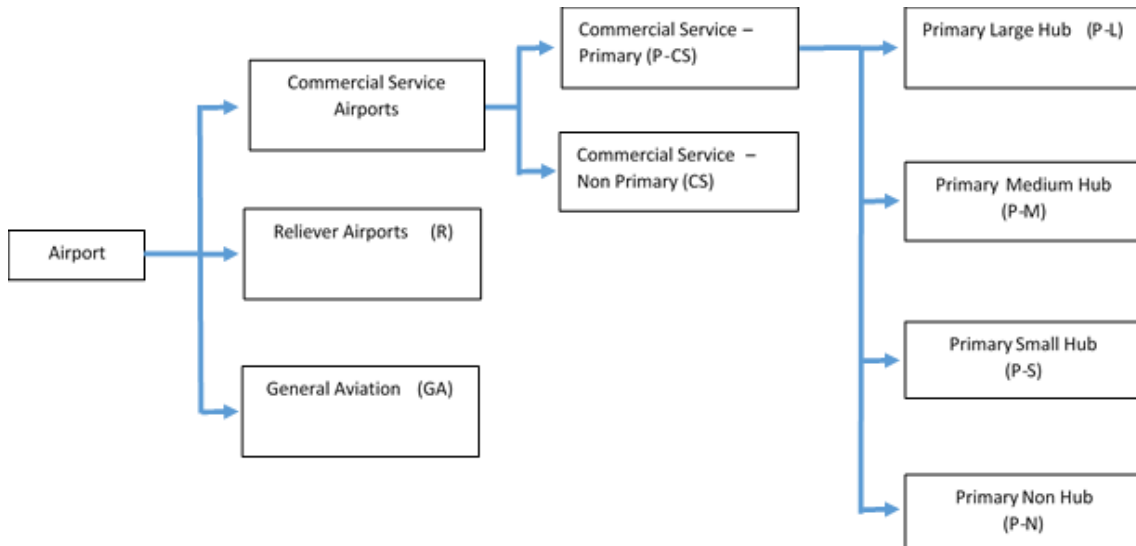 Airport
Commercial Service
Airports
Reliever Airports (R)
General Aviation (GA)
Commercial Service –
Primary (P-CS)
Commercial Service –
Non Primary (CS)
Primary Large Hub (P-L)
Primary Medium Hub
(P-M)
Primary Small Hub
(P-S)
Primary Non Hub
(P-N)